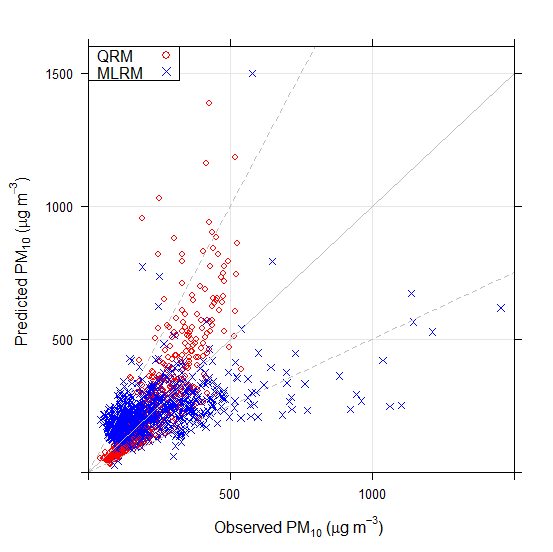 QRM
MLRM
1500
1000
500
Predicted PM₁₀ (µg m⁻³)
500
1000
Observed PM₁₀ (µg m⁻³)